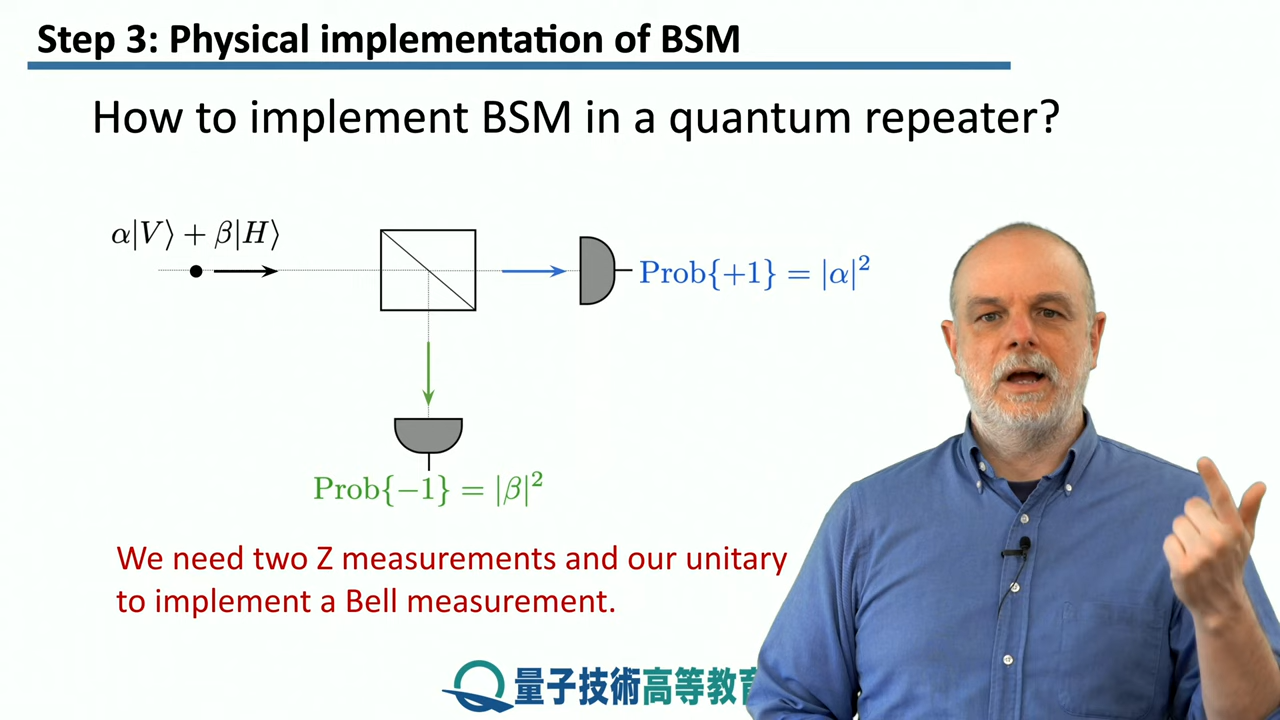 Step 3: Physical implementation of BSM
How to implement BSM in a quantum repeater?
α|V⟩ + β|H⟩
Prob{+1} = |α|²
Prob{−1} = |β|²
We need two Z measurements and our unitary
to implement a Bell measurement.
量子技術高等教育